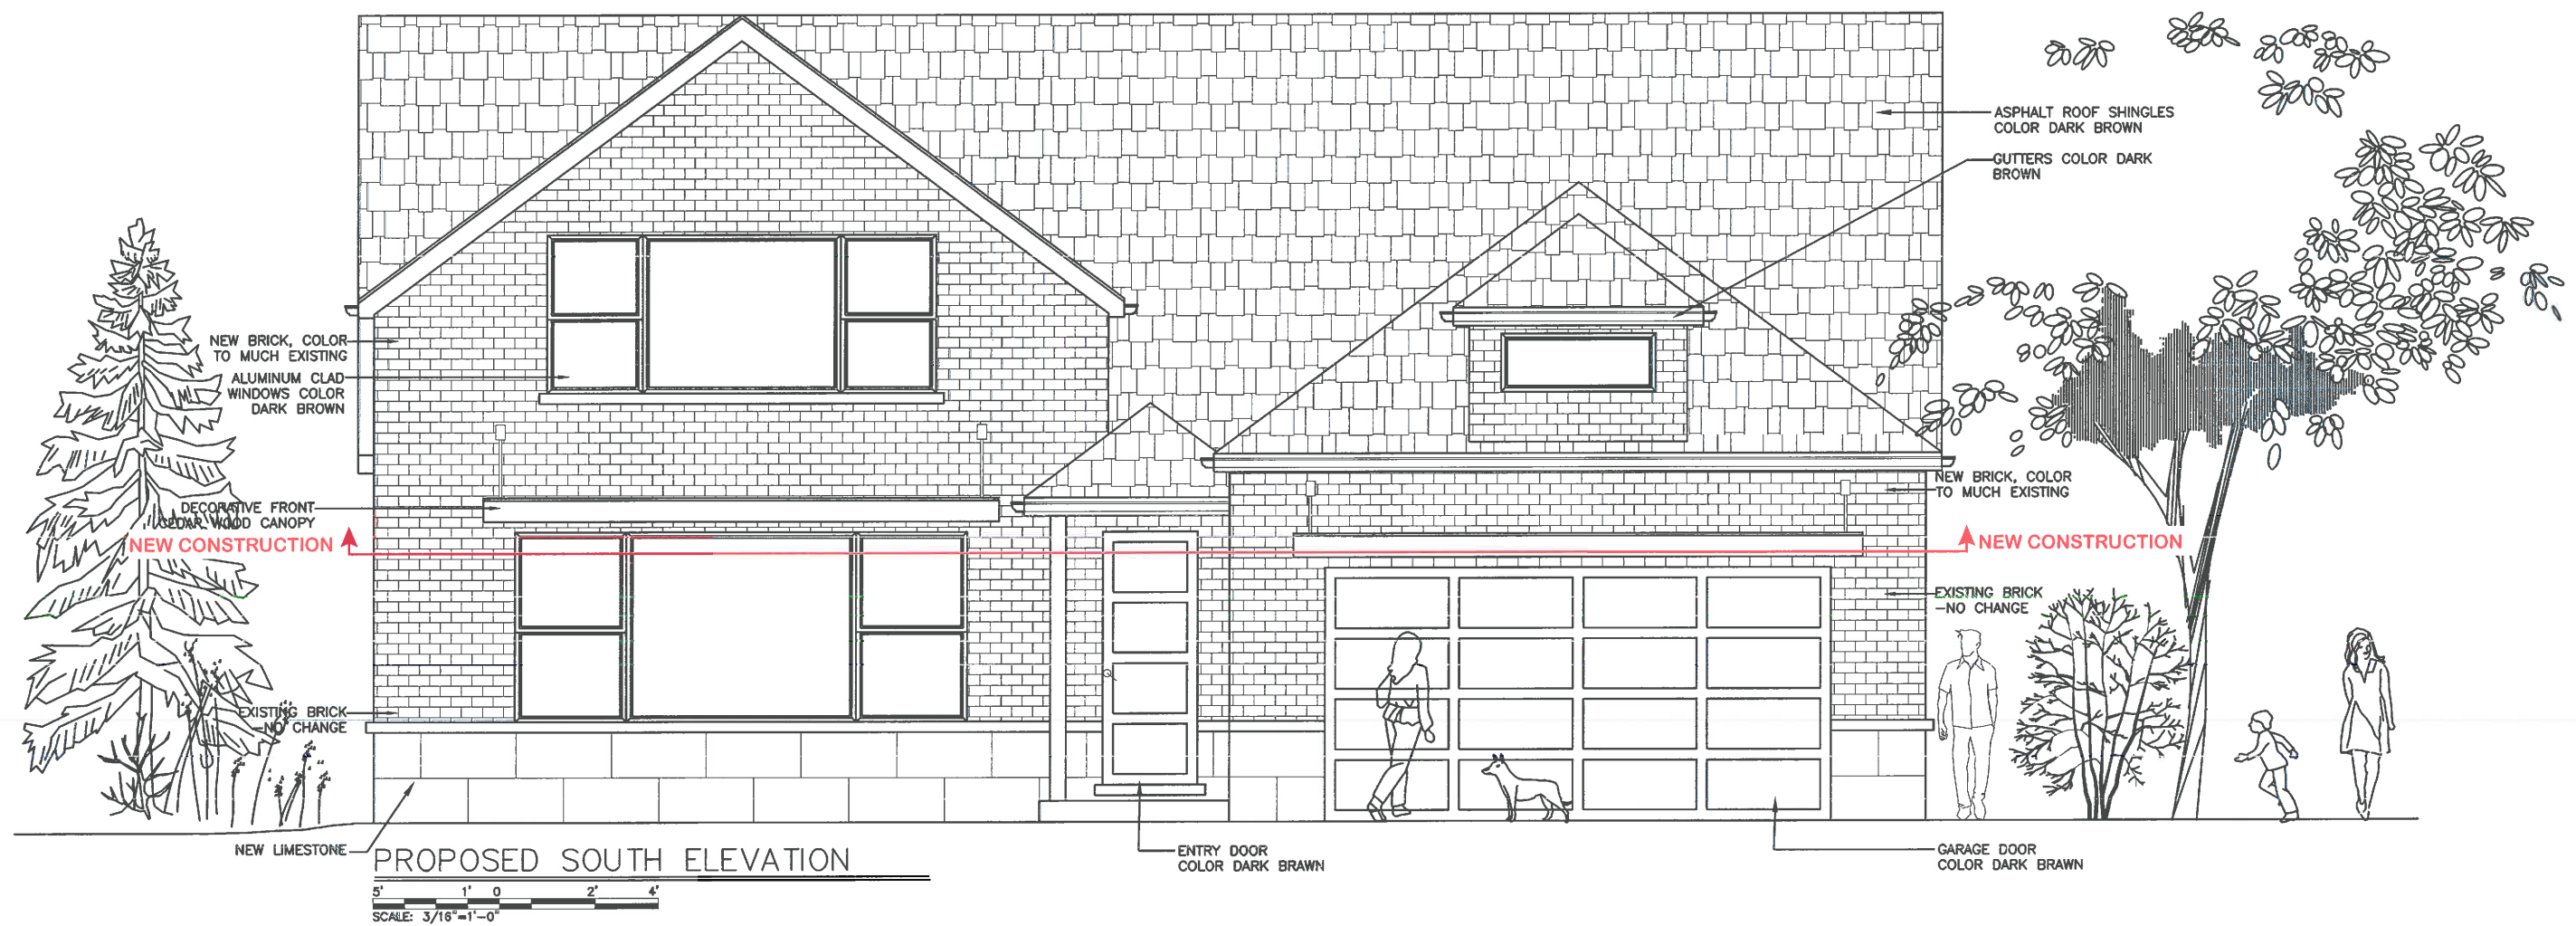 ASPHALT ROOF SHINGLES
COLOR DARK BROWN
GUTTERS COLOR DARK
BROWN
NEW BRICK, COLOR
TO MUCH EXISTING
ALUMINUM CLAD
WINDOWS COLOR
DARK BROWN
DECORATIVE FRONT
CEDAR WOOD CANOPY
NEW CONSTRUCTION
NEW BRICK, COLOR
TO MUCH EXISTING
NEW CONSTRUCTION
EXISTING BRICK
-NO CHANGE
EXISTING BRICK
-NO CHANGE
NEW LIMESTONE
PROPOSED SOUTH ELEVATION
5' 1' 0 2' 4'
SCALE: 3/16"=1'-0"
ENTRY DOOR
COLOR DARK BRAWN
GARAGE DOOR
COLOR DARK BRAWN